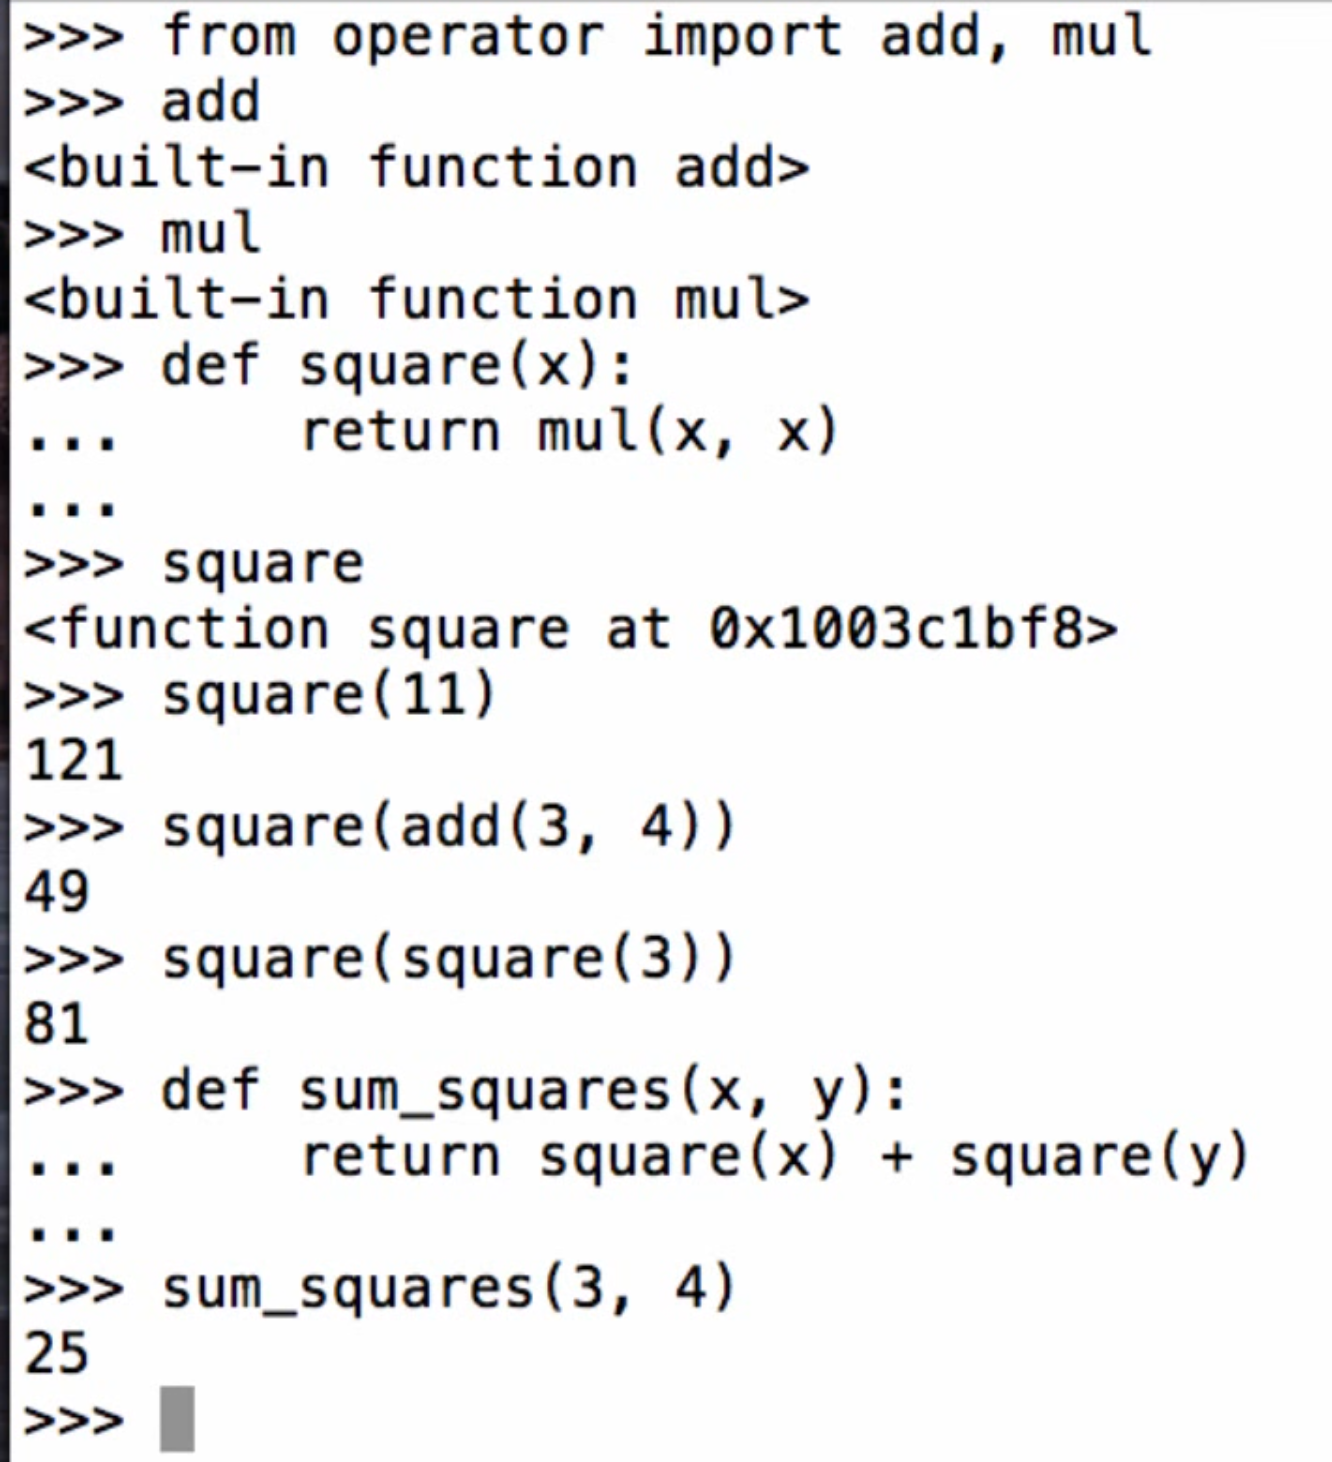 >>> from operator import add, mul
>>> add
<built-in function add>
>>> mul
<built-in function mul>
>>> def square(x):
...     return mul(x, x)
...
>>> square
<function square at 0x1003c1bf8>
>>> square(11)
121
>>> square(add(3, 4))
49
>>> square(square(3))
81
>>> def sum_squares(x, y):
...     return square(x) + square(y)
...
>>> sum_squares(3, 4)
25
>>>